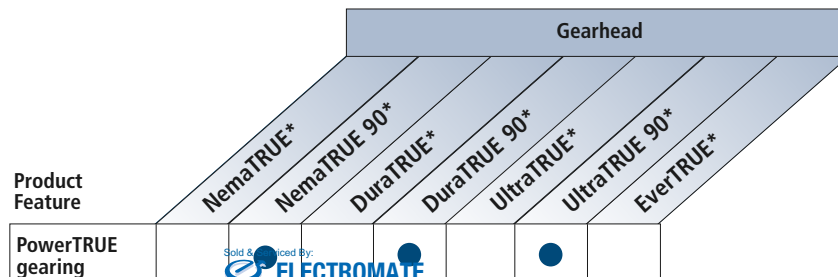 Gearhead
NemaTRUE*
NemaTRUE 90*
DuraTRUE*
DuraTRUE 90*
UltraTRUE*
UltraTRUE 90*
EverTRUE*
Product
Feature
PowerTRUE
gearing
Sold & Serviced By:
ELECTROMATE